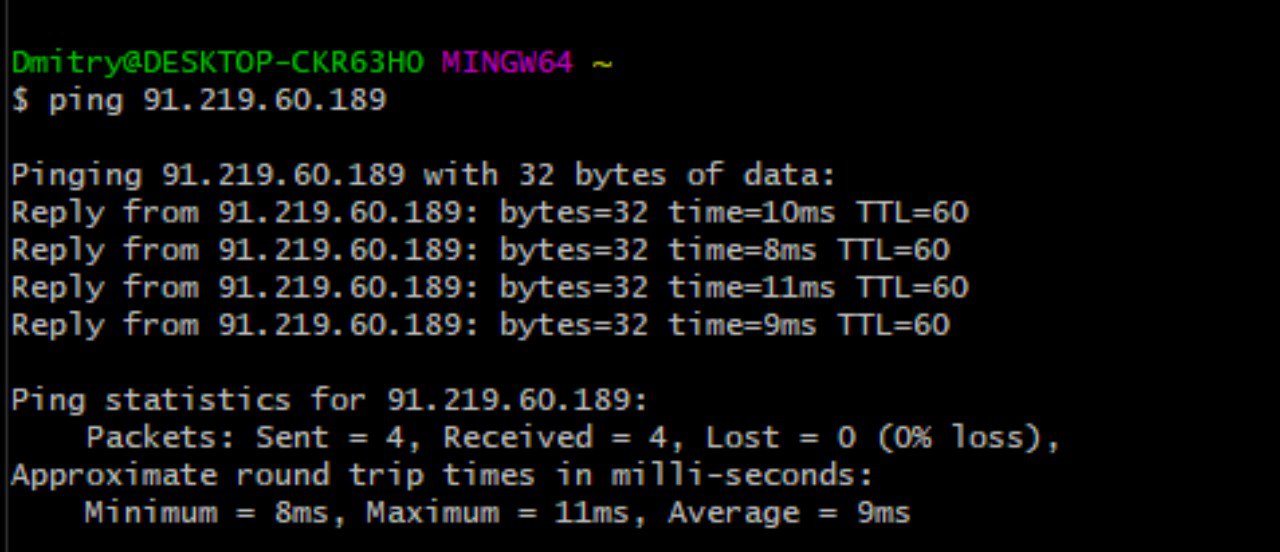 Dmitry@DESKTOP-CKR63HO MINGW64 ~
$ ping 91.219.60.189
Pinging 91.219.60.189 with 32 bytes of data:
Reply from 91.219.60.189: bytes=32 time=10ms TTL=60
Reply from 91.219.60.189: bytes=32 time=8ms TTL=60
Reply from 91.219.60.189: bytes=32 time=11ms TTL=60
Reply from 91.219.60.189: bytes=32 time=9ms TTL=60
Ping statistics for 91.219.60.189:
    Packets: Sent = 4, Received = 4, Lost = 0 (0% loss),
Approximate round trip times in milli-seconds:
    Minimum = 8ms, Maximum = 11ms, Average = 9ms